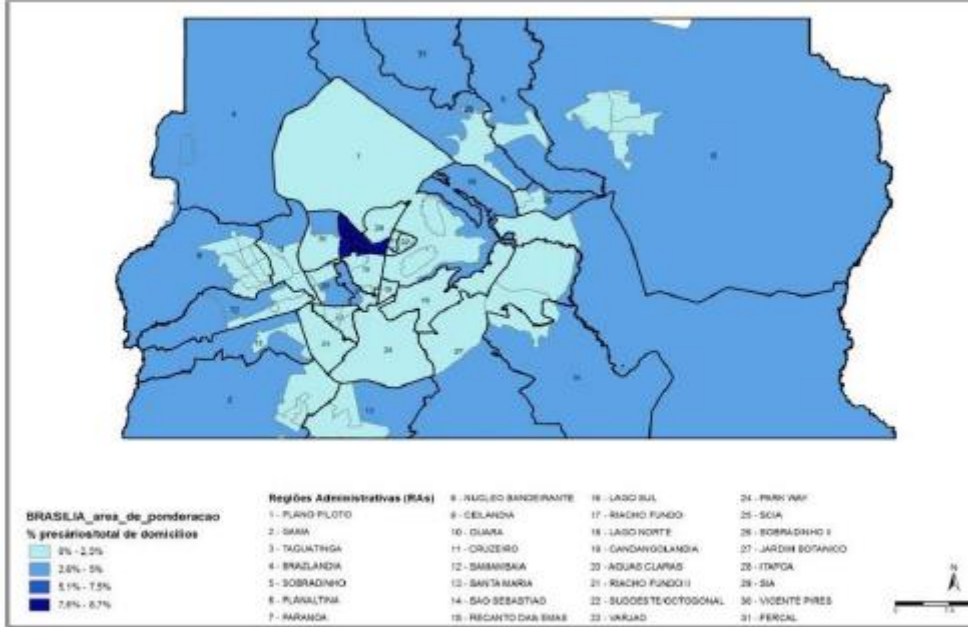 BRASILIA_area_de_ponderacao
% precários/total de domicilios
0% - 2,5%
2,6% - 5%
5,1% - 7,5%
7,6% - 8,7%
Regiões Administrativas (RAs)
1 - PLANO PILOTO
2 - GAMA
3 - TAGUATINGA
4 - BRAZLANDIA
5 - SOBRADINHO
6 - PLANALTINA
7 - PARANOA
8 - NUCLEO BANDEIRANTE
9 - CEILANDIA
10 - GUARA
11 - CRUZEIRO
12 - SAMAMBAIA
13 - SANTA MARIA
14 - SAO SEBASTIAO
15 - RECANTO DAS EMAS
16 - LAGO SUL
17 - RIACHO FUNDO
18 - LAGO NORTE
19 - CANDANGOLANDIA
20 - AGUAS CLARAS
21 - RIACHO FUNDO II
22 - SUDOESTE/OCTOGONAL
23 - VARJAO
24 - PARK WAY
25 - SCIA
26 - SOBRADINHO II
27 - JARDIM BOTANICO
28 - ITAPOA
29 - SIA
30 - VICENTE PIRES
31 - FERCAL
N